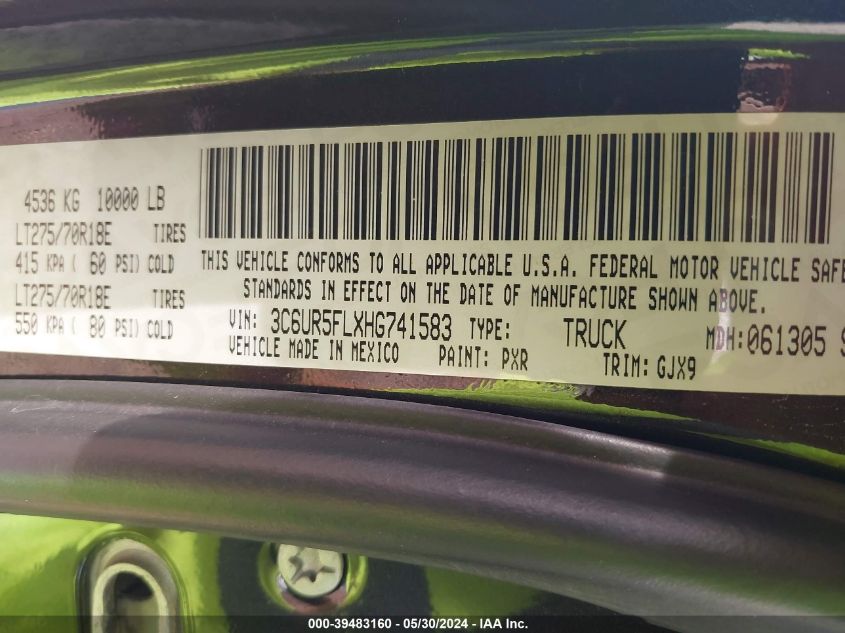 4536 KG 10000 LB
LT275/70R18E TIRES
415 KPA ( 60 PSI) COLD
LT275/70R18E TIRES
550 KPA ( 80 PSI) COLD
THIS VEHICLE CONFORMS TO ALL APPLICABLE U.S.A. FEDERAL MOTOR VEHICLE SAFE
STANDARDS IN EFFECT ON THE DATE OF MANUFACTURE SHOWN ABOVE.
VIN: 3C6UR5FLXHG741583 TYPE: TRUCK MDH:061305 S
VEHICLE MADE IN MEXICO PAINT: PXR TRIM: GJX9
000-39483160 - 05/30/2024 - IAA Inc.